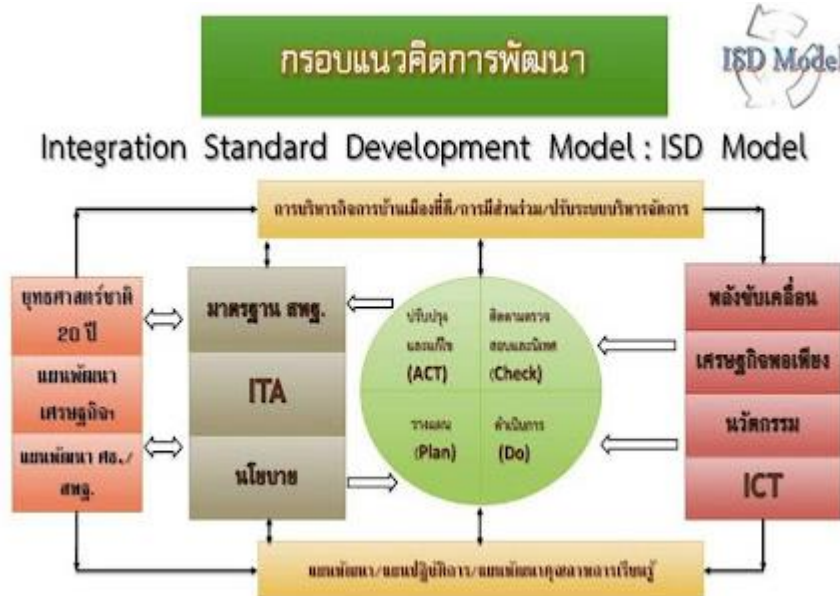 กรอบแนวคิดการพัฒนา
ISD Model
Integration Standard Development Model : ISD Model
การบริหารกิจการบ้านเมืองที่ดี/การมีส่วนร่วม/ปรับระบบบริหารจัดการ
ยุทธศาสตร์ชาติ
20 ปี
แผนพัฒนา
เศรษฐกิจฯ
แผนพัฒนา ศธ./
สพฐ.
มาตรฐาน สพฐ.
ITA
นโยบาย
ปรับปรุง
และแก้ไข
(ACT)
ติดตามตรวจ
สอบและนิเทศ
(Check)
วางแผน
(Plan)
ดำเนินการ
(Do)
พลังขับเคลื่อน
เศรษฐกิจพอเพียง
นวัตกรรม
ICT
แผนพัฒนา/แผนปฏิบัติการ/แผนพัฒนาคุณภาพการเรียนรู้